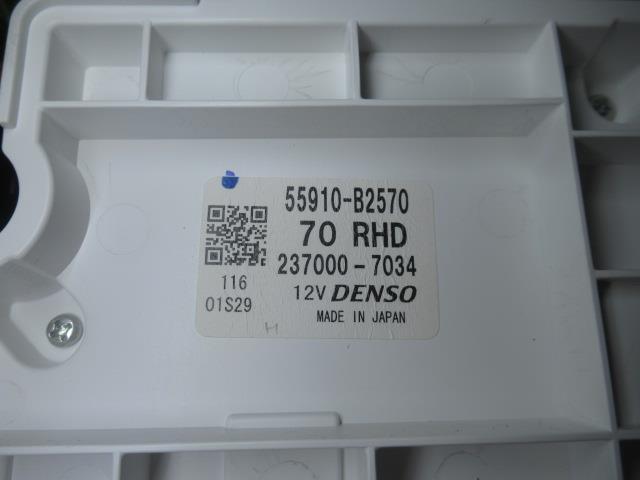 55910-B2570
70 RHD
237000-7034
116
12V DENSO
01S29
MADE IN JAPAN
H